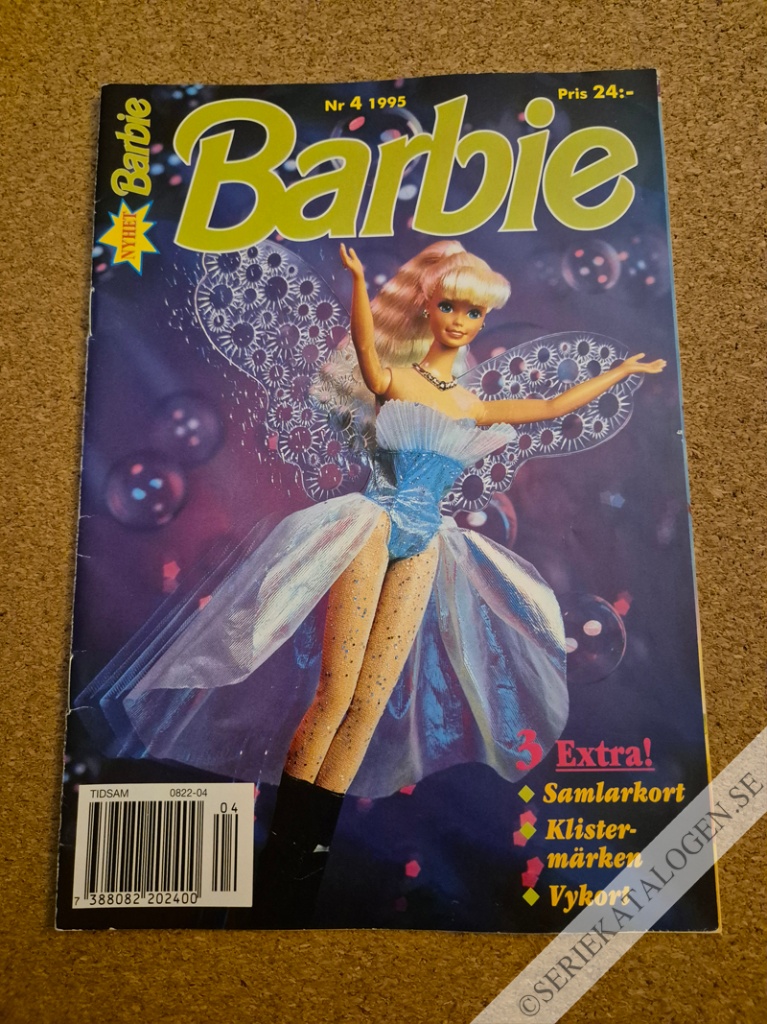 Nr 4 1995
Pris 24:-
Barbie
Barbie
NYHET
3 Extra!
Samlarkort
Klister-
märken
Vykort
TIDSAM 0822-04
04
7 388082 202400
©SERIEKATALOGEN.SE